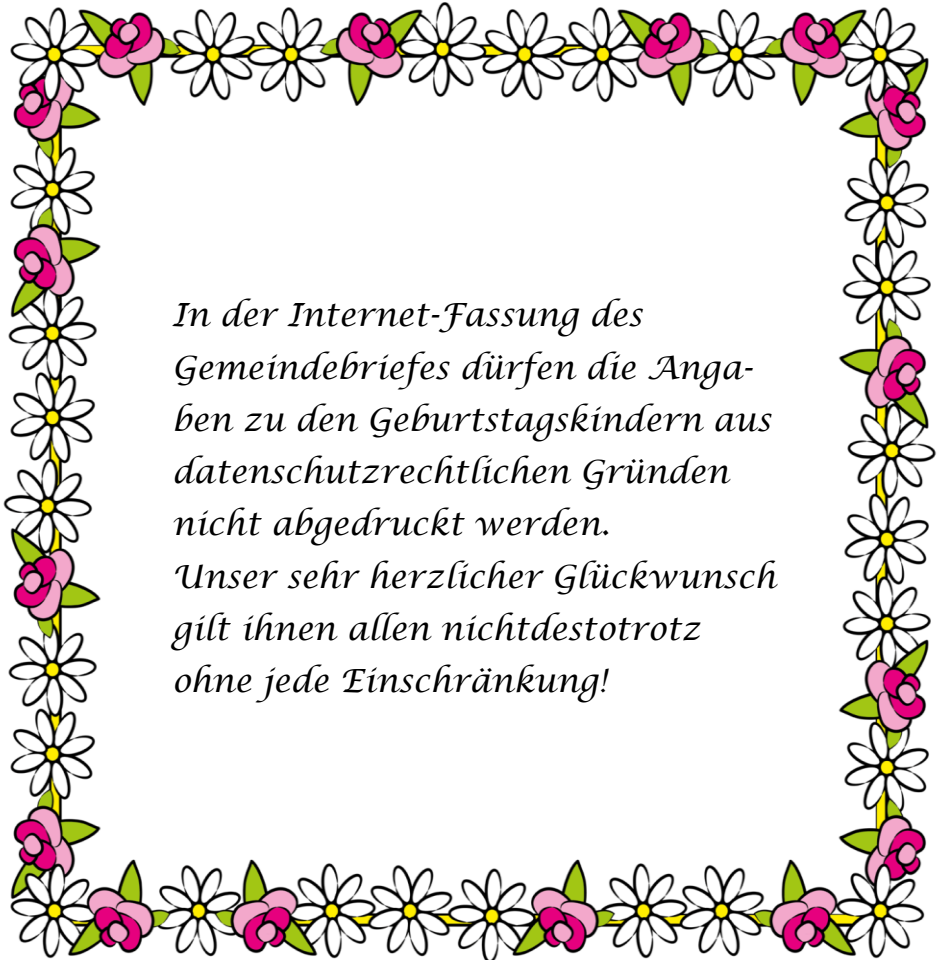 In der Internet-Fassung des
Gemeindebriefes dürfen die Anga-
ben zu den Geburtstagskindern aus
datenschutzrechtlichen Gründen
nicht abgedruckt werden.
Unser sehr herzlicher Glückwunsch
gilt ihnen allen nichtdestotrotz
ohne jede Einschränkung!